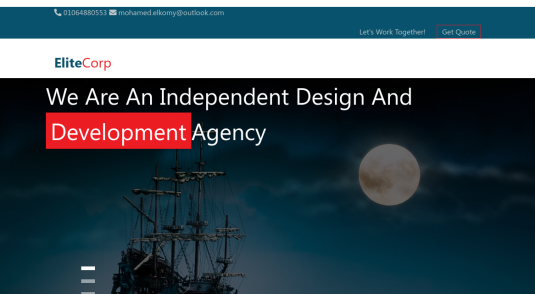 01064880553 mohamed.elkomy@outlook.com
Let's Work Together! Get Quote
EliteCorp
We Are An Independent Design And
Development Agency